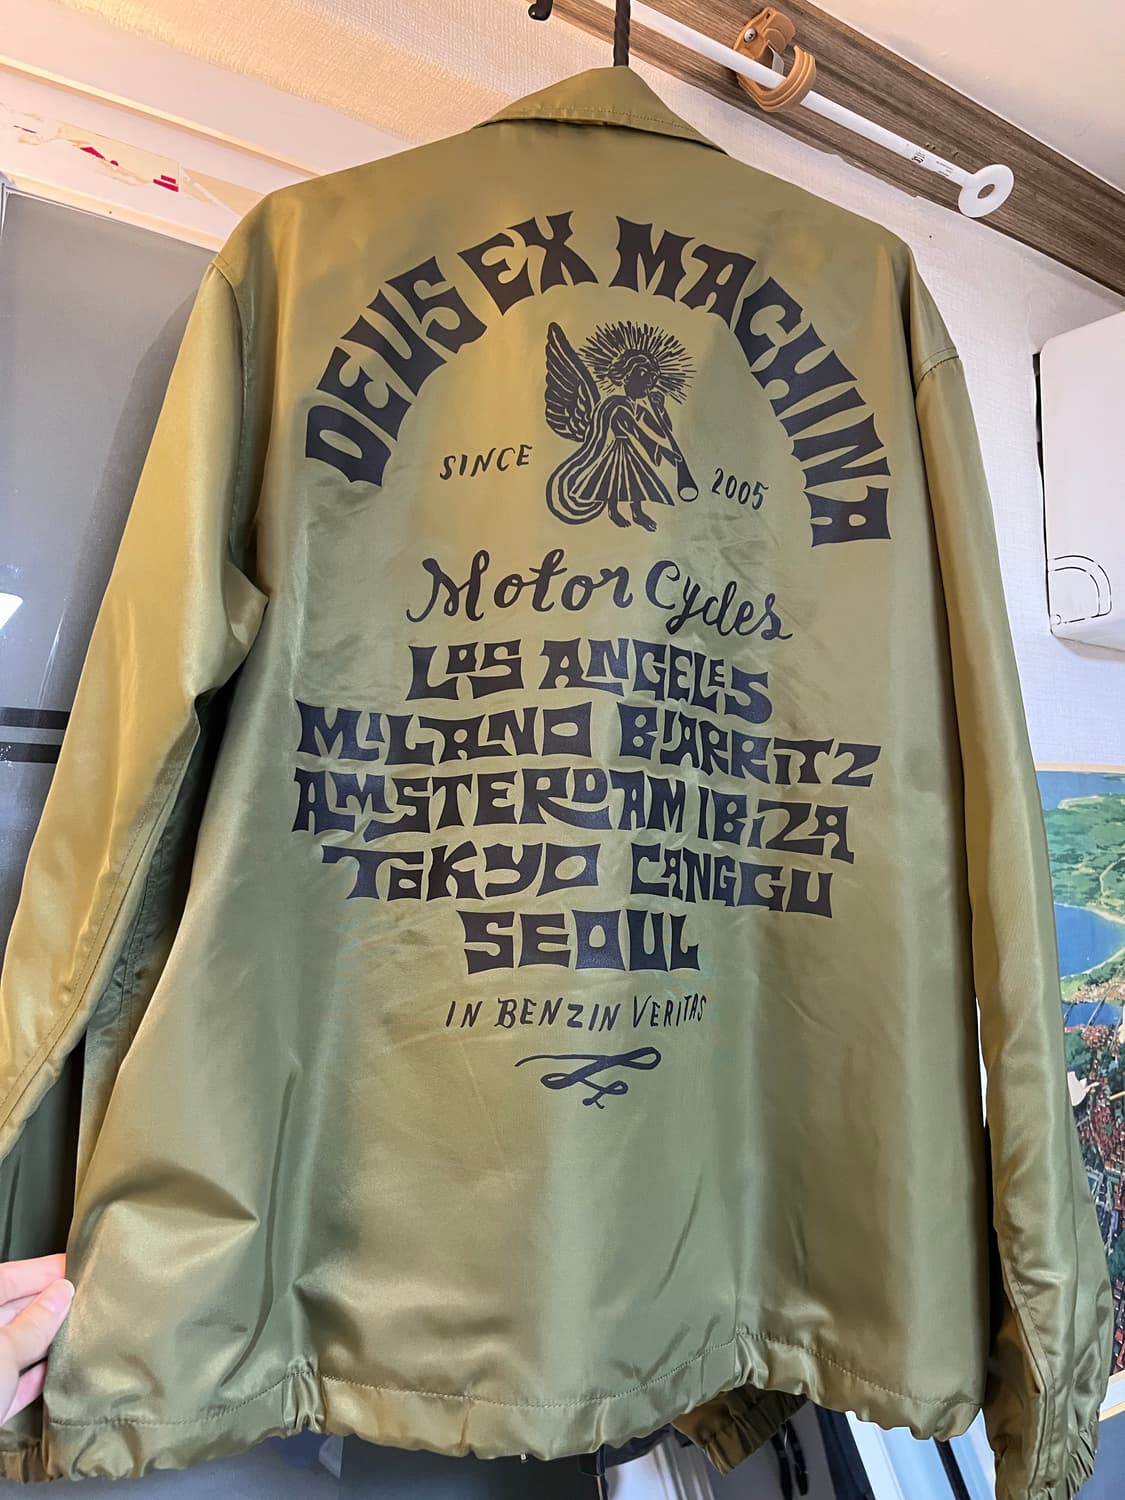 DEUS EX MACHINA
SINCE 2005
Motor Cycles
LOS ANGELES
MILANO BIARRITZ
AMSTERDAM IBIZA
TOKYO CANGGU
SEOUL
IN BENZIN VERITAS